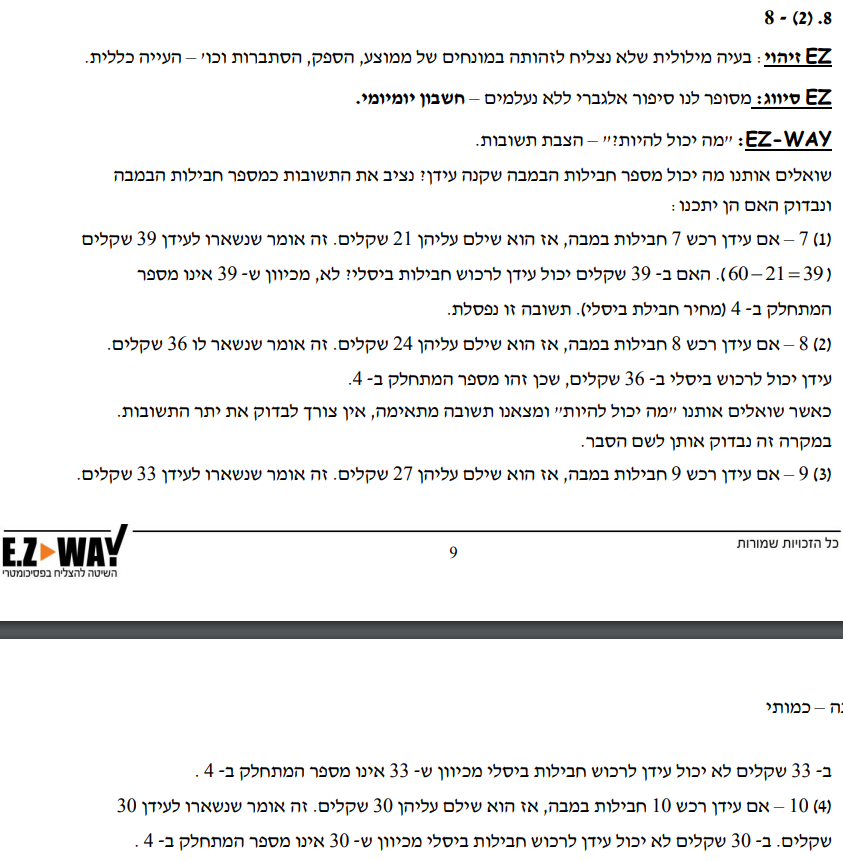 8. (2) - 8
EZ זיהוי: בעיה מילולית שלא נצליח לזהותה במונחים של ממוצע, הספק, הסתברות וכו' – העייה כללית.
EZ סיווג: מסופר לנו סיפור אלגברי ללא נעלמים – חשבון יומיומי.
EZ-WAY: "מה יכול להיות?" – הצבת תשובות.
שואלים אותנו מה יכול מספר חבילות הבמבה שקנה עידן? נציב את התשובות כמספר חבילות הבמבה
ונבדוק האם הן יתכנו:
(1) 7 – אם עידן רכש 7 חבילות במבה, אז הוא שילם עליהן 21 שקלים. זה אומר שנשארו לעידן 39 שקלים
(60−21=39). האם ב- 39 שקלים יכול עידן לרכוש חבילות ביסלי? לא, מכיוון ש- 39 אינו מספר
המתחלק ב- 4 (מחיר חבילת ביסלי). תשובה זו נפסלת.
(2) 8 – אם עידן רכש 8 חבילות במבה, אז הוא שילם עליהן 24 שקלים. זה אומר שנשאר לו 36 שקלים.
עידן יכול לרכוש ביסלי ב- 36 שקלים, שכן זהו מספר המתחלק ב- 4.
כאשר שואלים אותנו "מה יכול להיות" ומצאנו תשובה מתאימה, אין צורך לבדוק את יתר התשובות.
במקרה זה נבדוק אותן לשם הסבר.
(3) 9 – אם עידן רכש 9 חבילות במבה, אז הוא שילם עליהן 27 שקלים. זה אומר שנשארו לעידן 33 שקלים.
כל הזכויות שמורות
9
E.Z WAY
השיטה להצליח בפסיכומטרי
– כמותי
ב- 33 שקלים לא יכול עידן לרכוש חבילות ביסלי מכיוון ש- 33 אינו מספר המתחלק ב- 4 .
(4) 10 – אם עידן רכש 10 חבילות במבה, אז הוא שילם עליהן 30 שקלים. זה אומר שנשארו לעידן 30
שקלים. ב- 30 שקלים לא יכול עידן לרכוש חבילות ביסלי מכיוון ש- 30 אינו מספר המתחלק ב- 4 .